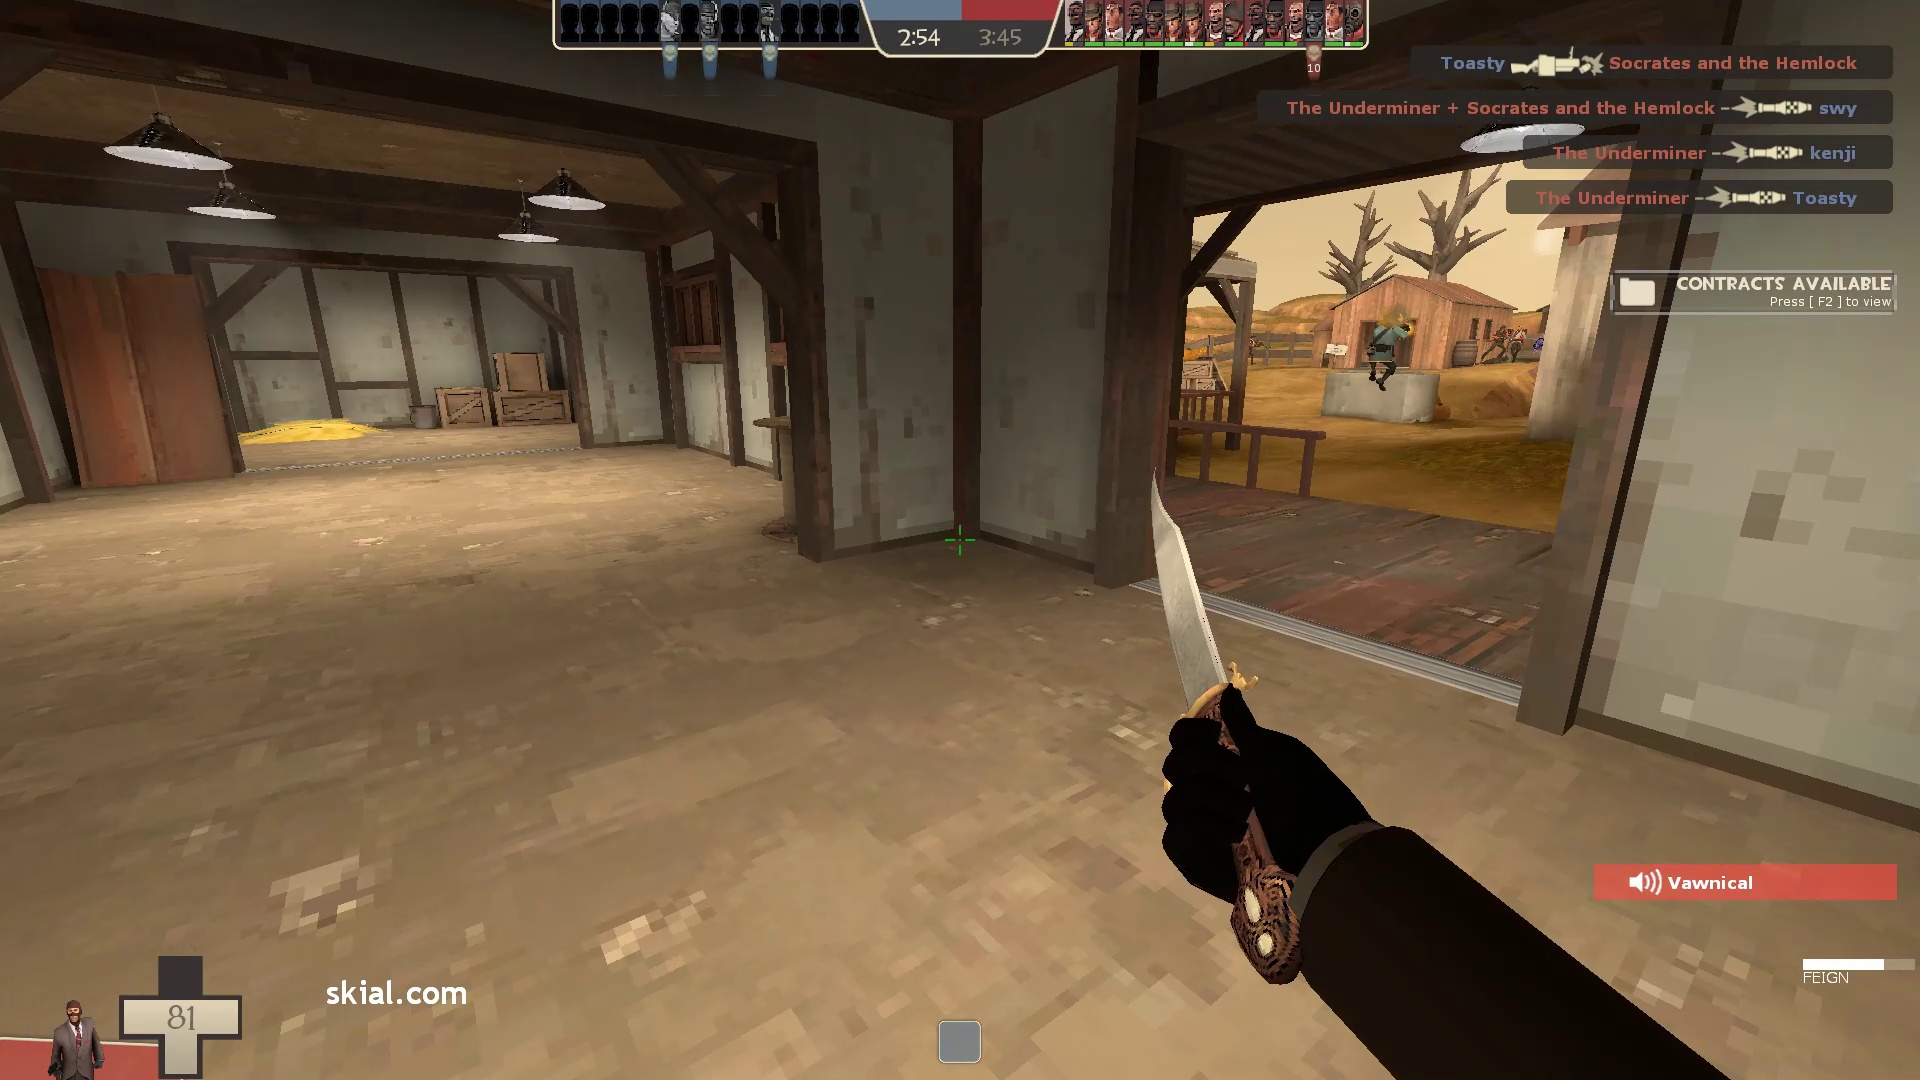 2:54 3:45
10
Toasty Socrates and the Hemlock
The Underminer + Socrates and the Hemlock swy
The Underminer kenji
The Underminer Toasty
CONTRACTS AVAILABLE
Press [ F2 ] to view
Vawnical
FEIGN
81
skial.com